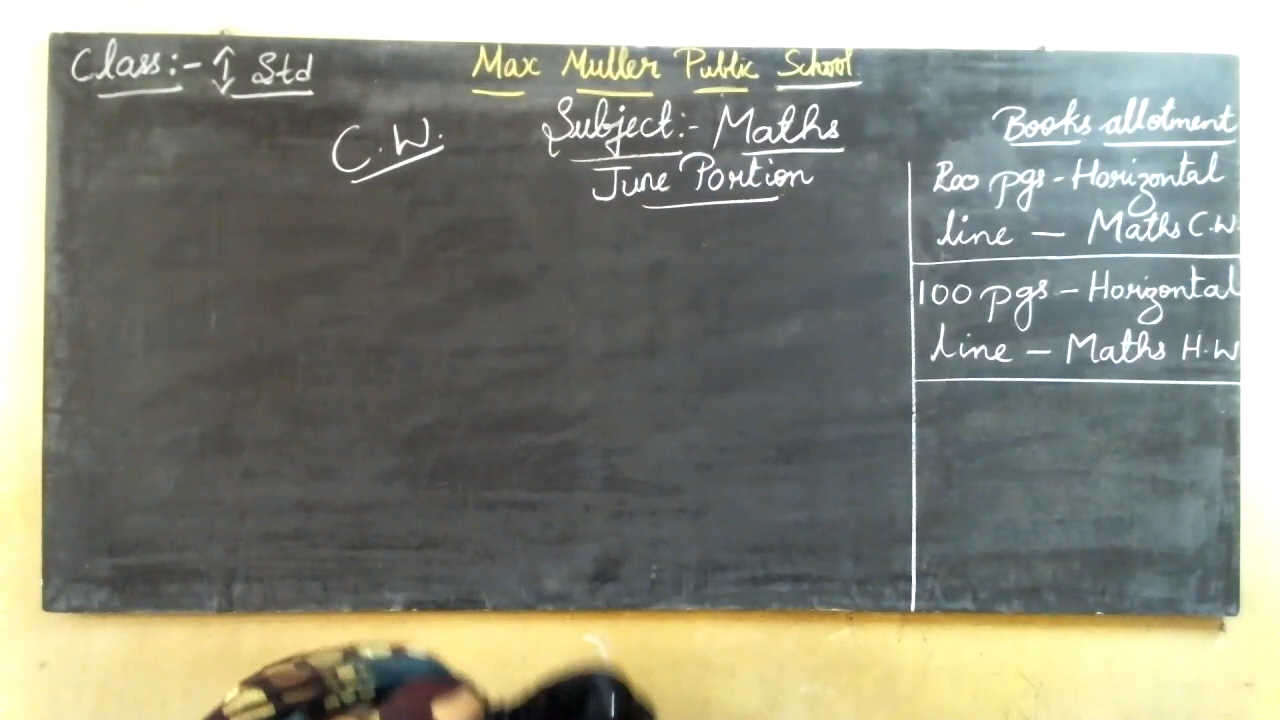 Class:- I Std
Max Muller Public School
C.W.
Subject:- Maths
June Portion
Books allotment
200 pgs - Horizontal
line - Maths C.W.
100 pgs - Horizontal
line - Maths H.W